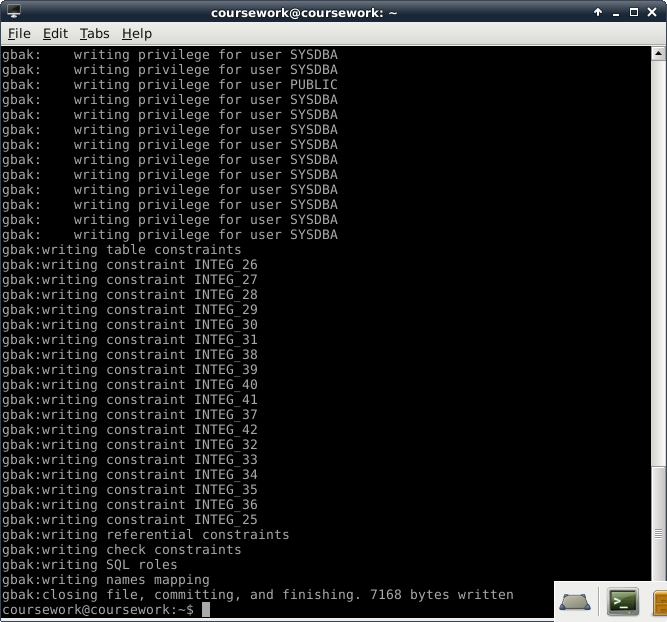 coursework@coursework: ~
File Edit Tabs Help
gbak:    writing privilege for user SYSDBA
gbak:    writing privilege for user SYSDBA
gbak:    writing privilege for user PUBLIC
gbak:    writing privilege for user SYSDBA
gbak:    writing privilege for user SYSDBA
gbak:    writing privilege for user SYSDBA
gbak:    writing privilege for user SYSDBA
gbak:    writing privilege for user SYSDBA
gbak:    writing privilege for user SYSDBA
gbak:    writing privilege for user SYSDBA
gbak:    writing privilege for user SYSDBA
gbak:    writing privilege for user SYSDBA
gbak:    writing privilege for user SYSDBA
gbak:writing table constraints
gbak:writing constraint INTEG_26
gbak:writing constraint INTEG_27
gbak:writing constraint INTEG_28
gbak:writing constraint INTEG_29
gbak:writing constraint INTEG_30
gbak:writing constraint INTEG_31
gbak:writing constraint INTEG_38
gbak:writing constraint INTEG_39
gbak:writing constraint INTEG_40
gbak:writing constraint INTEG_41
gbak:writing constraint INTEG_37
gbak:writing constraint INTEG_42
gbak:writing constraint INTEG_32
gbak:writing constraint INTEG_33
gbak:writing constraint INTEG_34
gbak:writing constraint INTEG_35
gbak:writing constraint INTEG_36
gbak:writing constraint INTEG_25
gbak:writing referential constraints
gbak:writing check constraints
gbak:writing SQL roles
gbak:writing names mapping
gbak:closing file, committing, and finishing. 7168 bytes written
coursework@coursework:~$